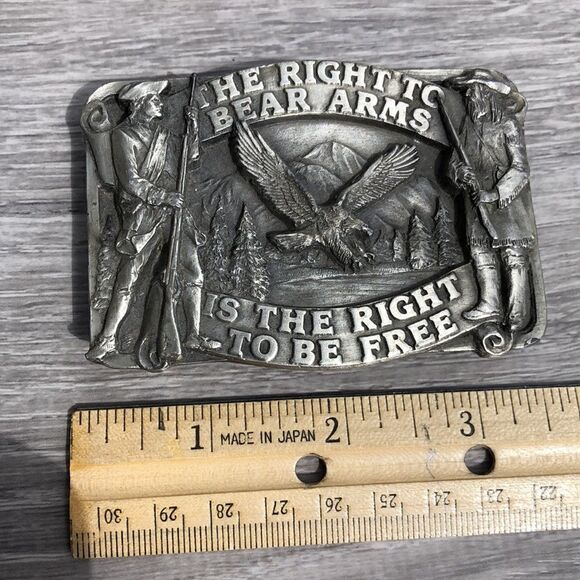 THE RIGHT TO
BEAR ARMS
IS THE RIGHT
TO BE FREE
1 MADE IN JAPAN 2 3
30 29 28 27 26 25 24 23 22